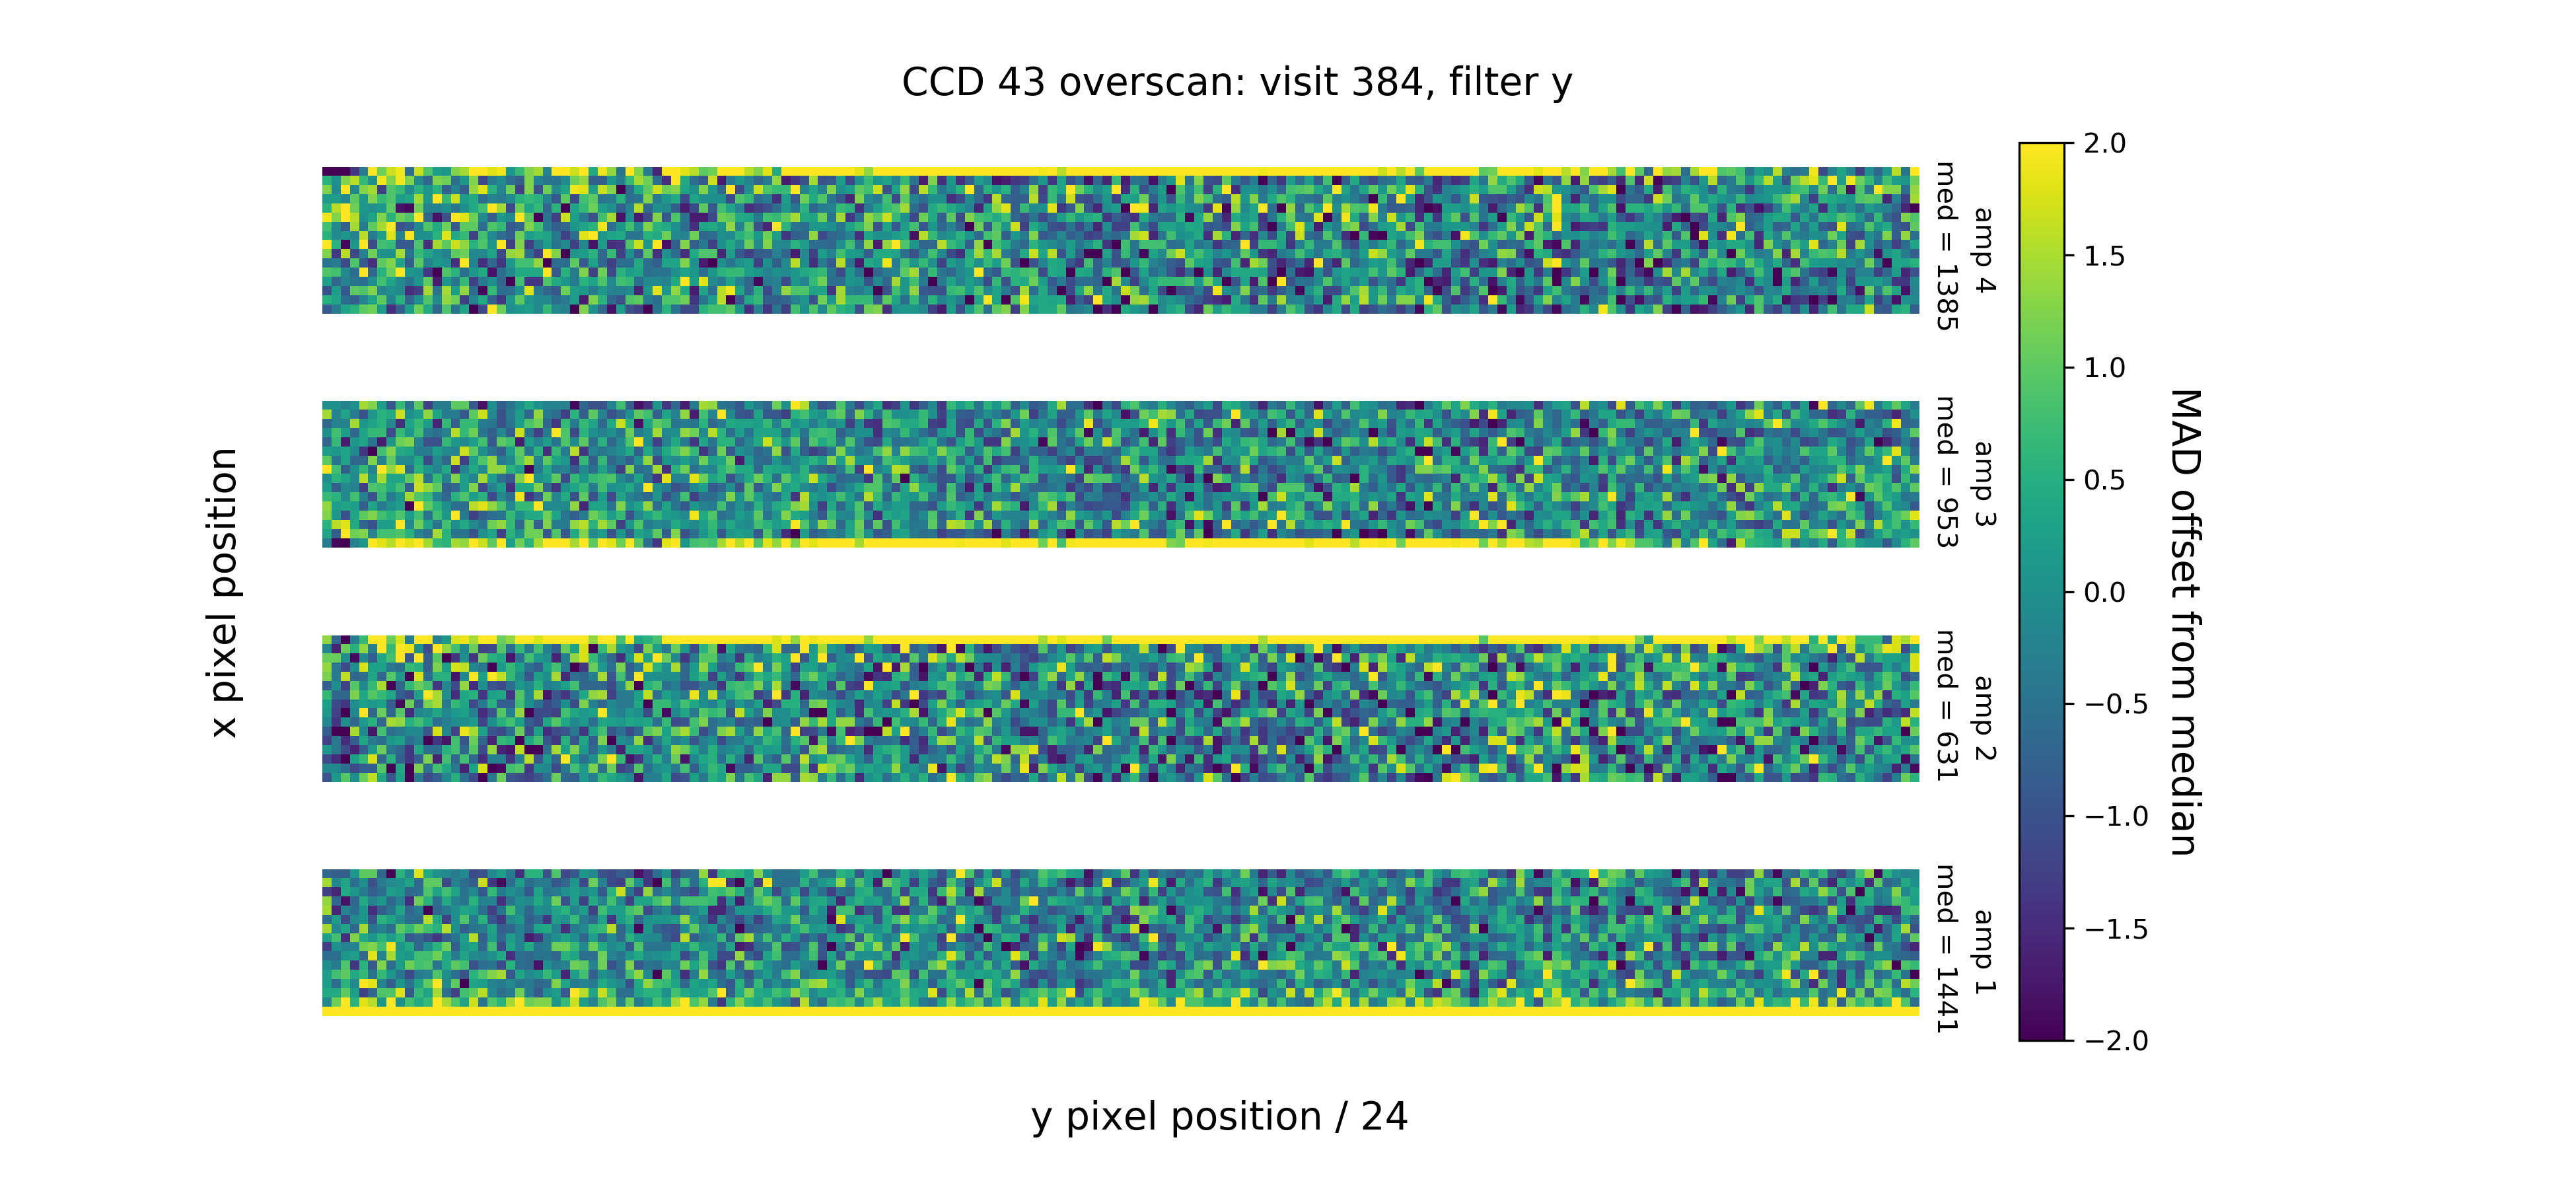 CCD 43 overscan: visit 384, filter y
amp 4
med = 1385
amp 3
med = 953
amp 2
med = 631
amp 1
med = 1441
x pixel position
y pixel position / 24
2.0
1.5
1.0
0.5
0.0
−0.5
−1.0
−1.5
−2.0
MAD offset from median